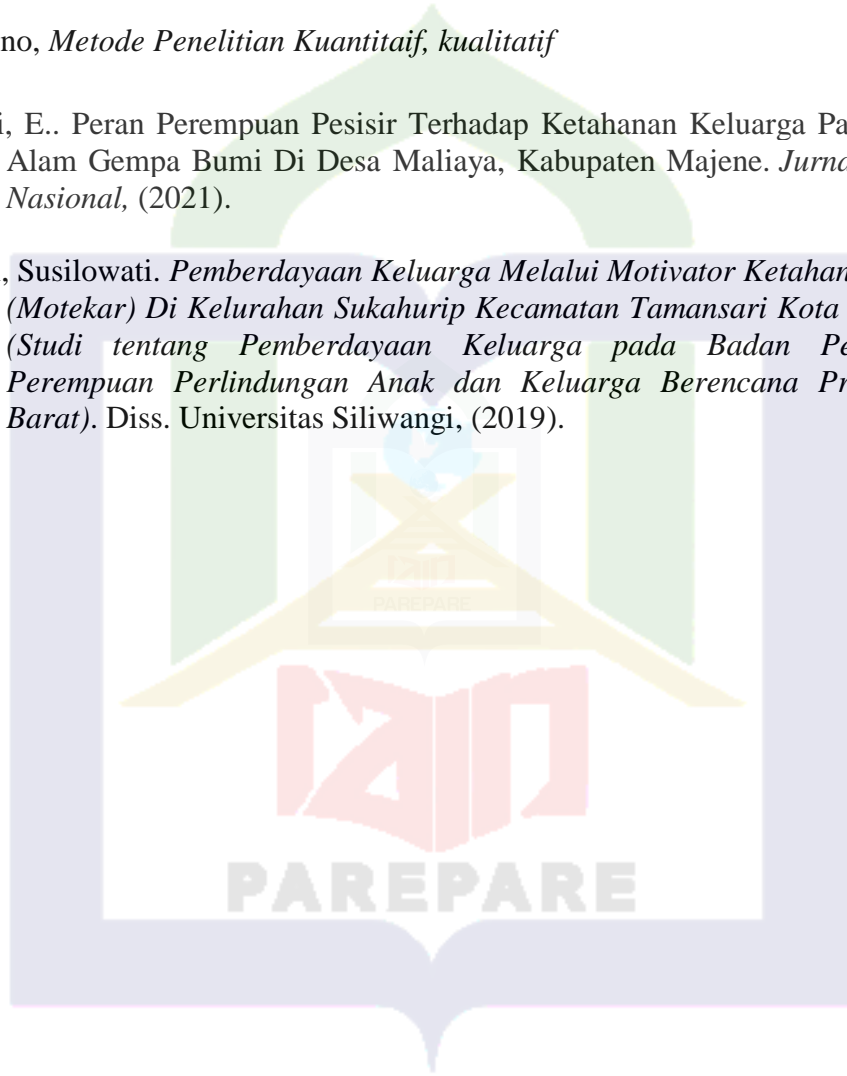 no, Metode Penelitian Kuantitaif, kualitatif
i, E.. Peran Perempuan Pesisir Terhadap Ketahanan Keluarga Pa
Alam Gempa Bumi Di Desa Maliaya, Kabupaten Majene. Jurna
Nasional, (2021).
, Susilowati. Pemberdayaan Keluarga Melalui Motivator Ketahan
(Motekar) Di Kelurahan Sukahurip Kecamatan Tamansari Kota
(Studi tentang Pemberdayaan Keluarga pada Badan Pe
Perempuan Perlindungan Anak dan Keluarga Berencana Pr
Barat). Diss. Universitas Siliwangi, (2019).
iain
PAREPARE
iain
PAREPARE